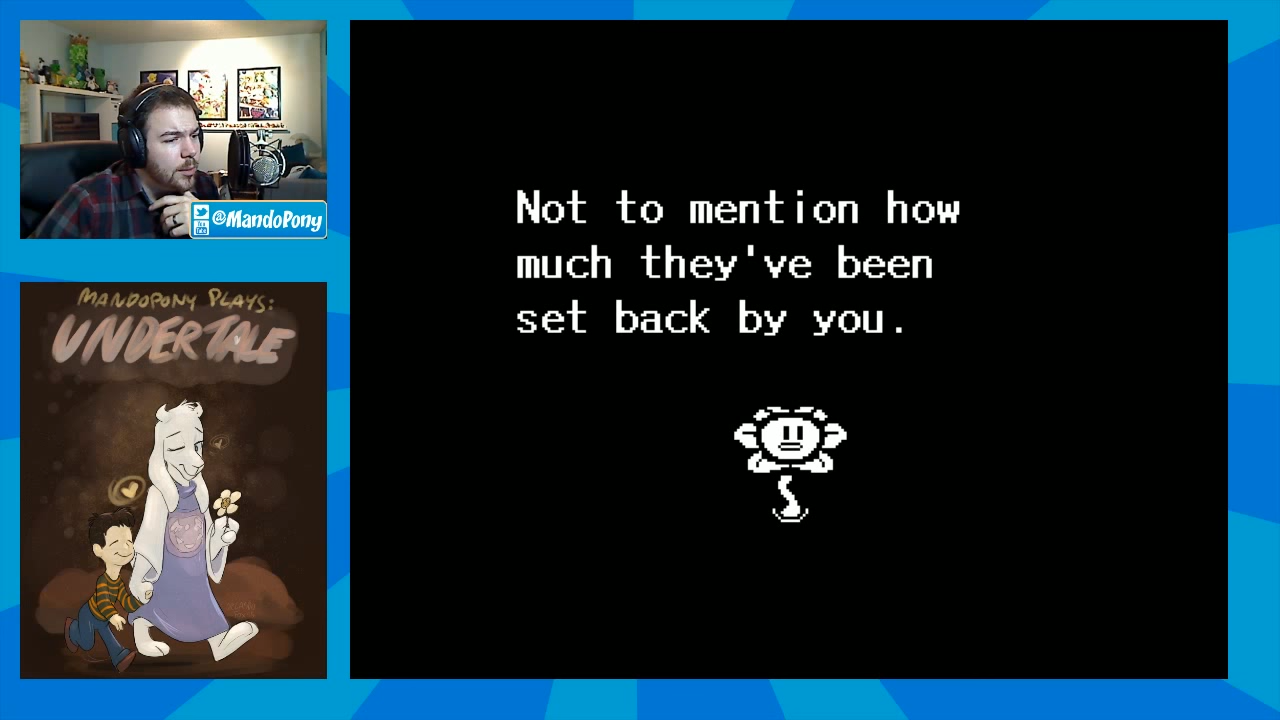 @MandoPony
MANDOPONY PLAYS:
UNDERTALE
Not to mention how
much they've been
set back by you.